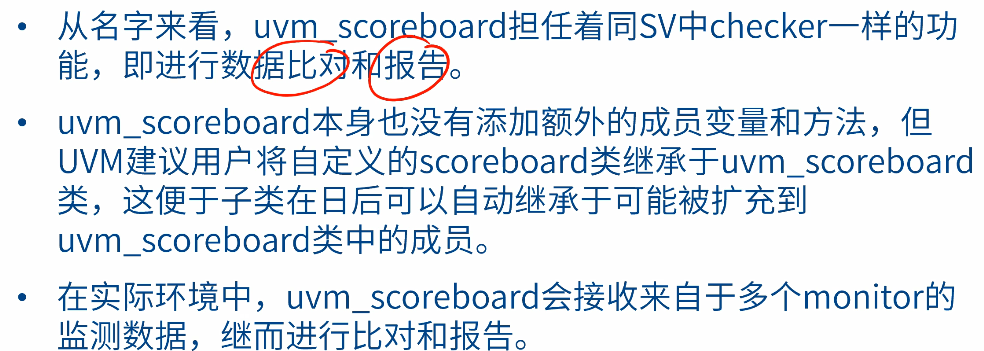 • 从名字来看，uvm_scoreboard担任着同SV中checker一样的功
能，即进行数据比对和报告。
• uvm_scoreboard本身也没有添加额外的成员变量和方法，但
UVM建议用户将自定义的scoreboard类继承于uvm_scoreboard
类，这便于子类在日后可以自动继承于可能被扩充到
uvm_scoreboard类中的成员。
• 在实际环境中，uvm_scoreboard会接收来自于多个monitor的
监测数据，继而进行比对和报告。